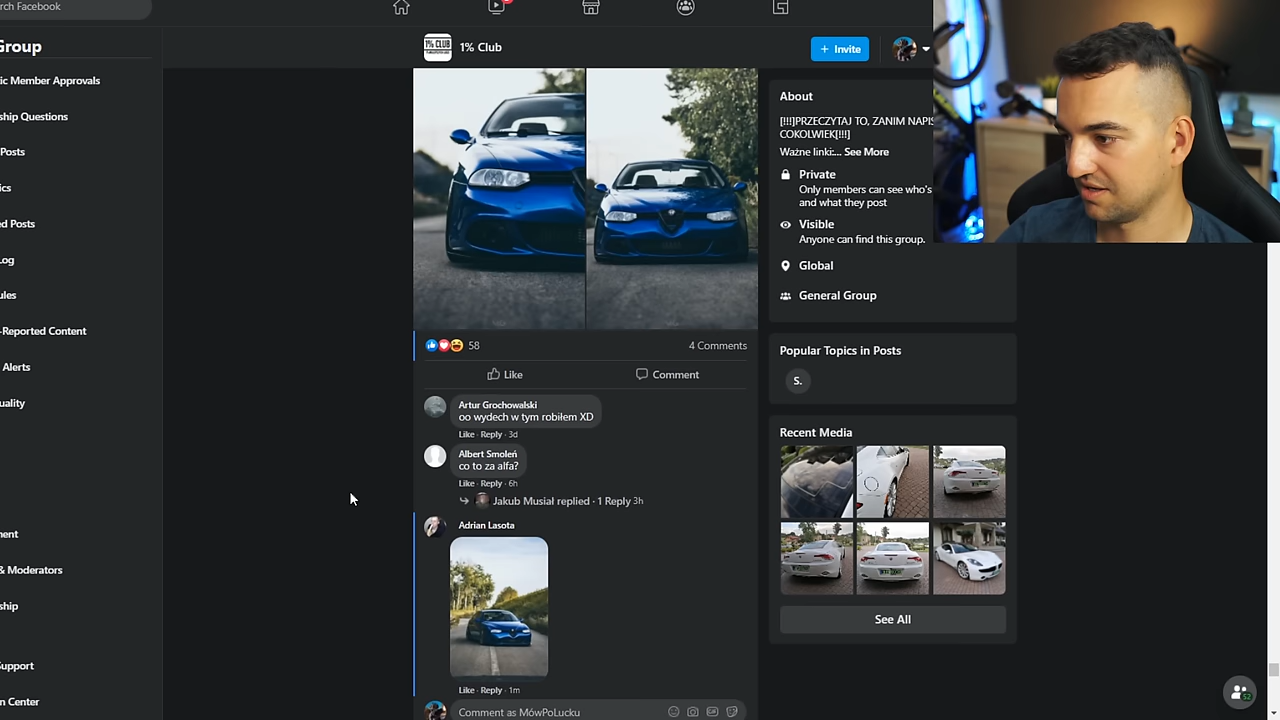 rch Facebook
Group
ic Member Approvals
ship Questions
Posts
ics
ed Posts
log
ules
-Reported Content
Alerts
uality
ment
& Moderators
ship
Support
n Center
1% CLUB
1% Club
+ Invite
58
4 Comments
Like
Comment
Artur Grochowalski
oo wydech w tym robiłem XD
Like · Reply · 3d
Albert Smoleń
co to za alfa?
Like · Reply · 6h
Jakub Musiał replied · 1 Reply 3h
Adrian Lasota
Like · Reply · 1m
Comment as MówPoLucku
About
[!!!]PRZECZYTAJ TO, ZANIM NAPIS
COKOLWIEK[!!!]
Ważne linki:... See More
Private
Only members can see who's
and what they post
Visible
Anyone can find this group.
Global
General Group
Popular Topics in Posts
S.
Recent Media
See All